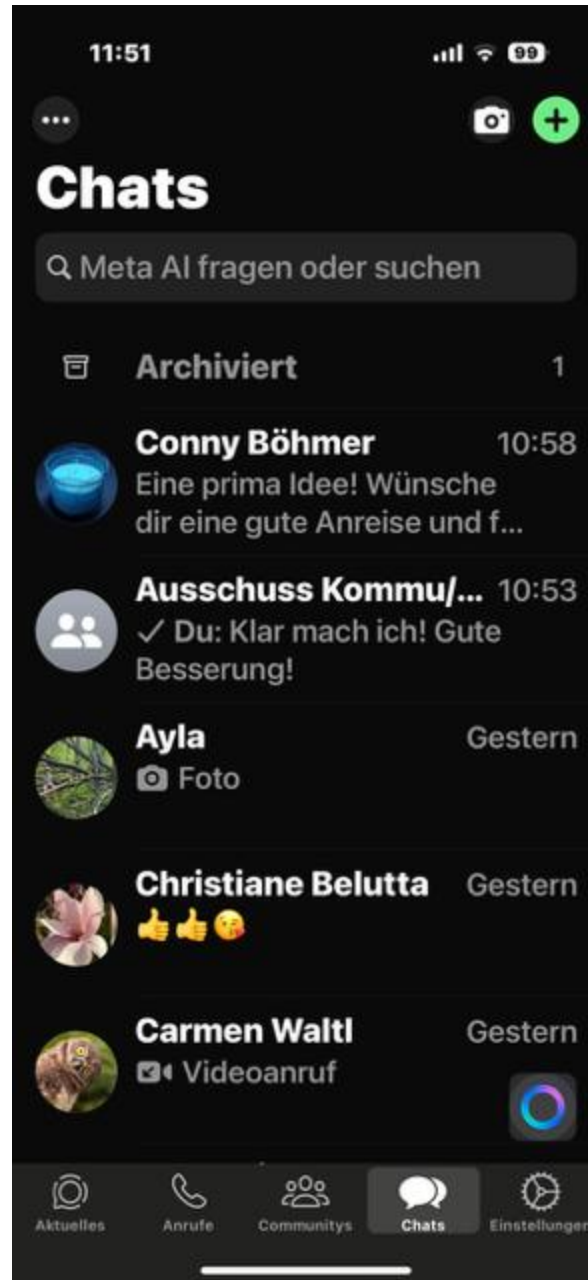 11:51
99
Chats
Meta AI fragen oder suchen
Archiviert 1
Conny Böhmer 10:58
Eine prima Idee! Wünsche
dir eine gute Anreise und f...
Ausschuss Kommu/... 10:53
✓ Du: Klar mach ich! Gute
Besserung!
Ayla Gestern
Foto
Christiane Belutta Gestern
👍👍😘
Carmen Waltl Gestern
Videoanruf
Aktuelles Anrufe Communitys Chats Einstellungen